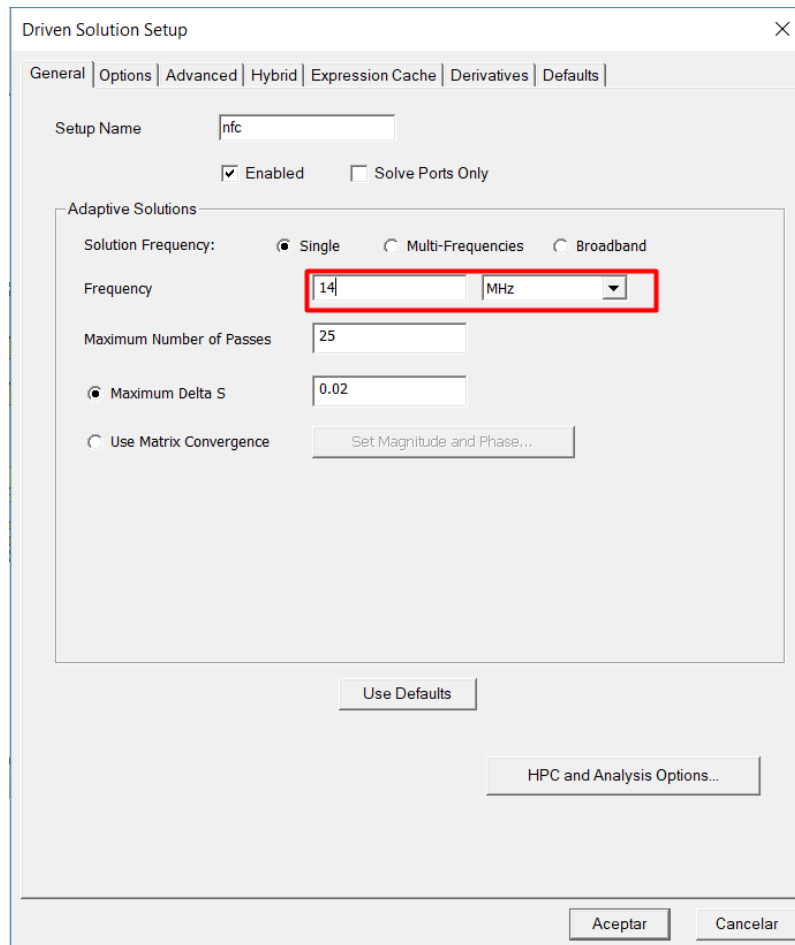 Driven Solution Setup
General Options Advanced Hybrid Expression Cache Derivatives Defaults
Setup Name nfc
Enabled Solve Ports Only
Adaptive Solutions
Solution Frequency: Single Multi-Frequencies Broadband
Frequency 14 MHz
Maximum Number of Passes 25
Maximum Delta S 0.02
Use Matrix Convergence Set Magnitude and Phase...
Use Defaults
HPC and Analysis Options...
Aceptar Cancelar